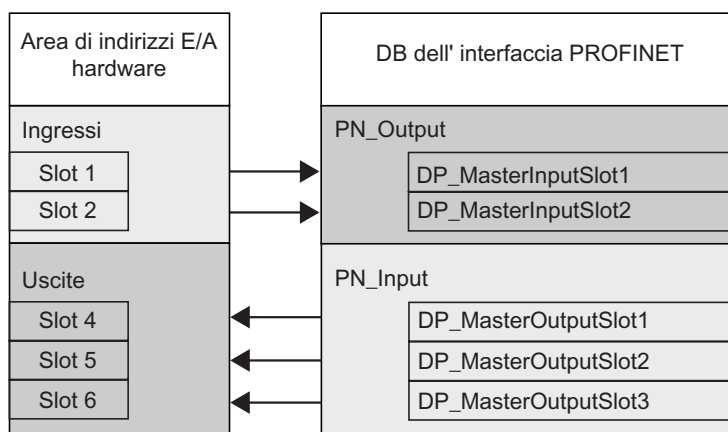 Area di indirizzi E/A
hardware
DB dell' interfaccia PROFINET
Ingressi
Slot 1
Slot 2
PN_Output
DP_MasterInputSlot1
DP_MasterInputSlot2
Uscite
Slot 4
Slot 5
Slot 6
PN_Input
DP_MasterOutputSlot1
DP_MasterOutputSlot2
DP_MasterOutputSlot3